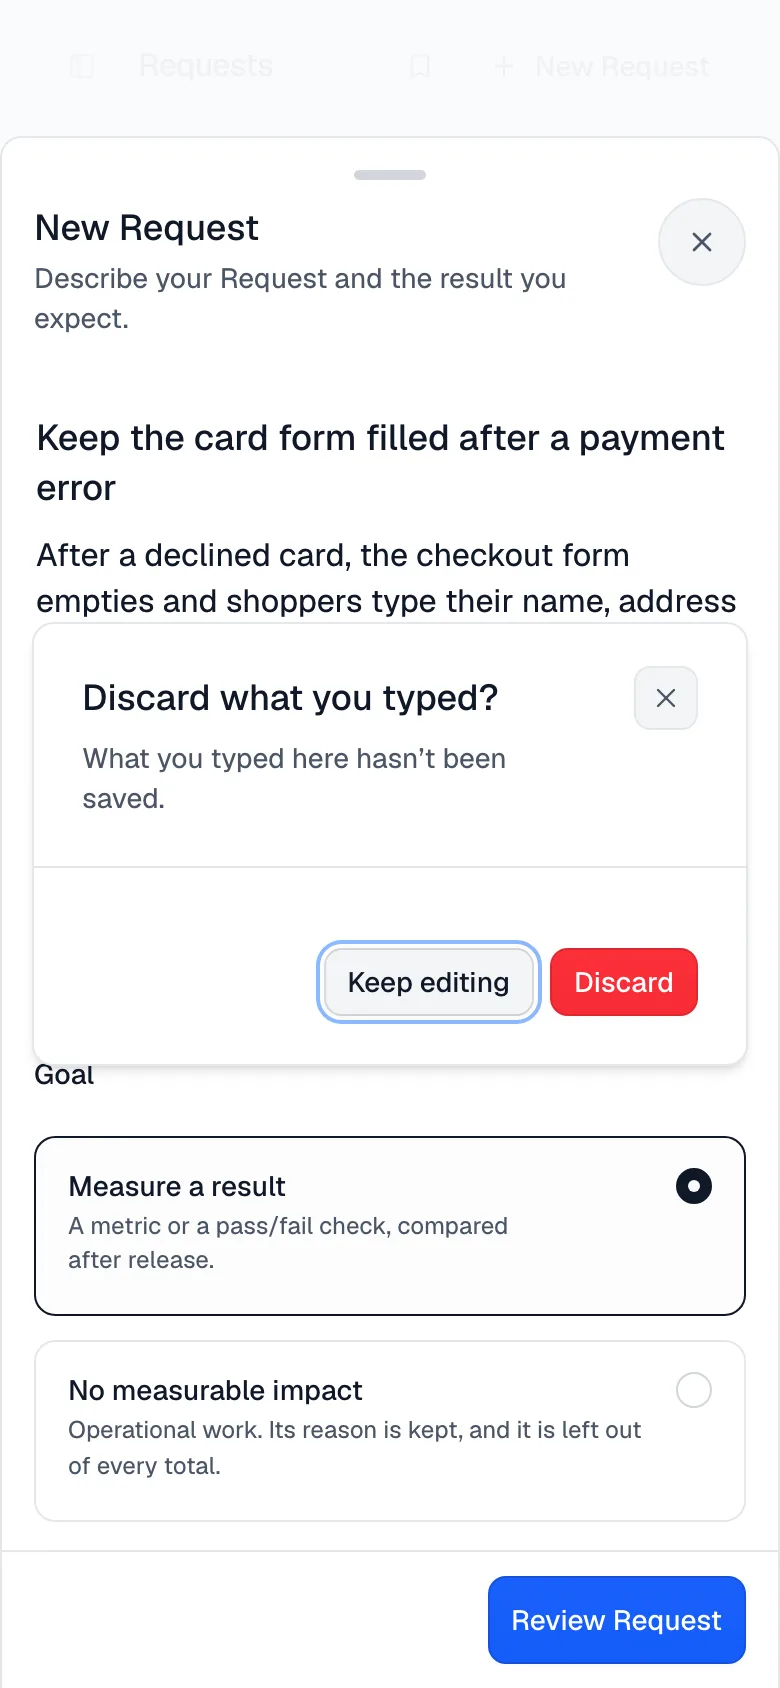 Requests
New Request
New Request
Describe your Request and the result you
expect.
Keep the card form filled after a payment
error
After a declined card, the checkout form
empties and shoppers type their name, address
Discard what you typed?
What you typed here hasn’t been
saved.
Keep editing
Discard
Goal
Measure a result
A metric or a pass/fail check, compared
after release.
No measurable impact
Operational work. Its reason is kept, and it is left out
of every total.
Review Request